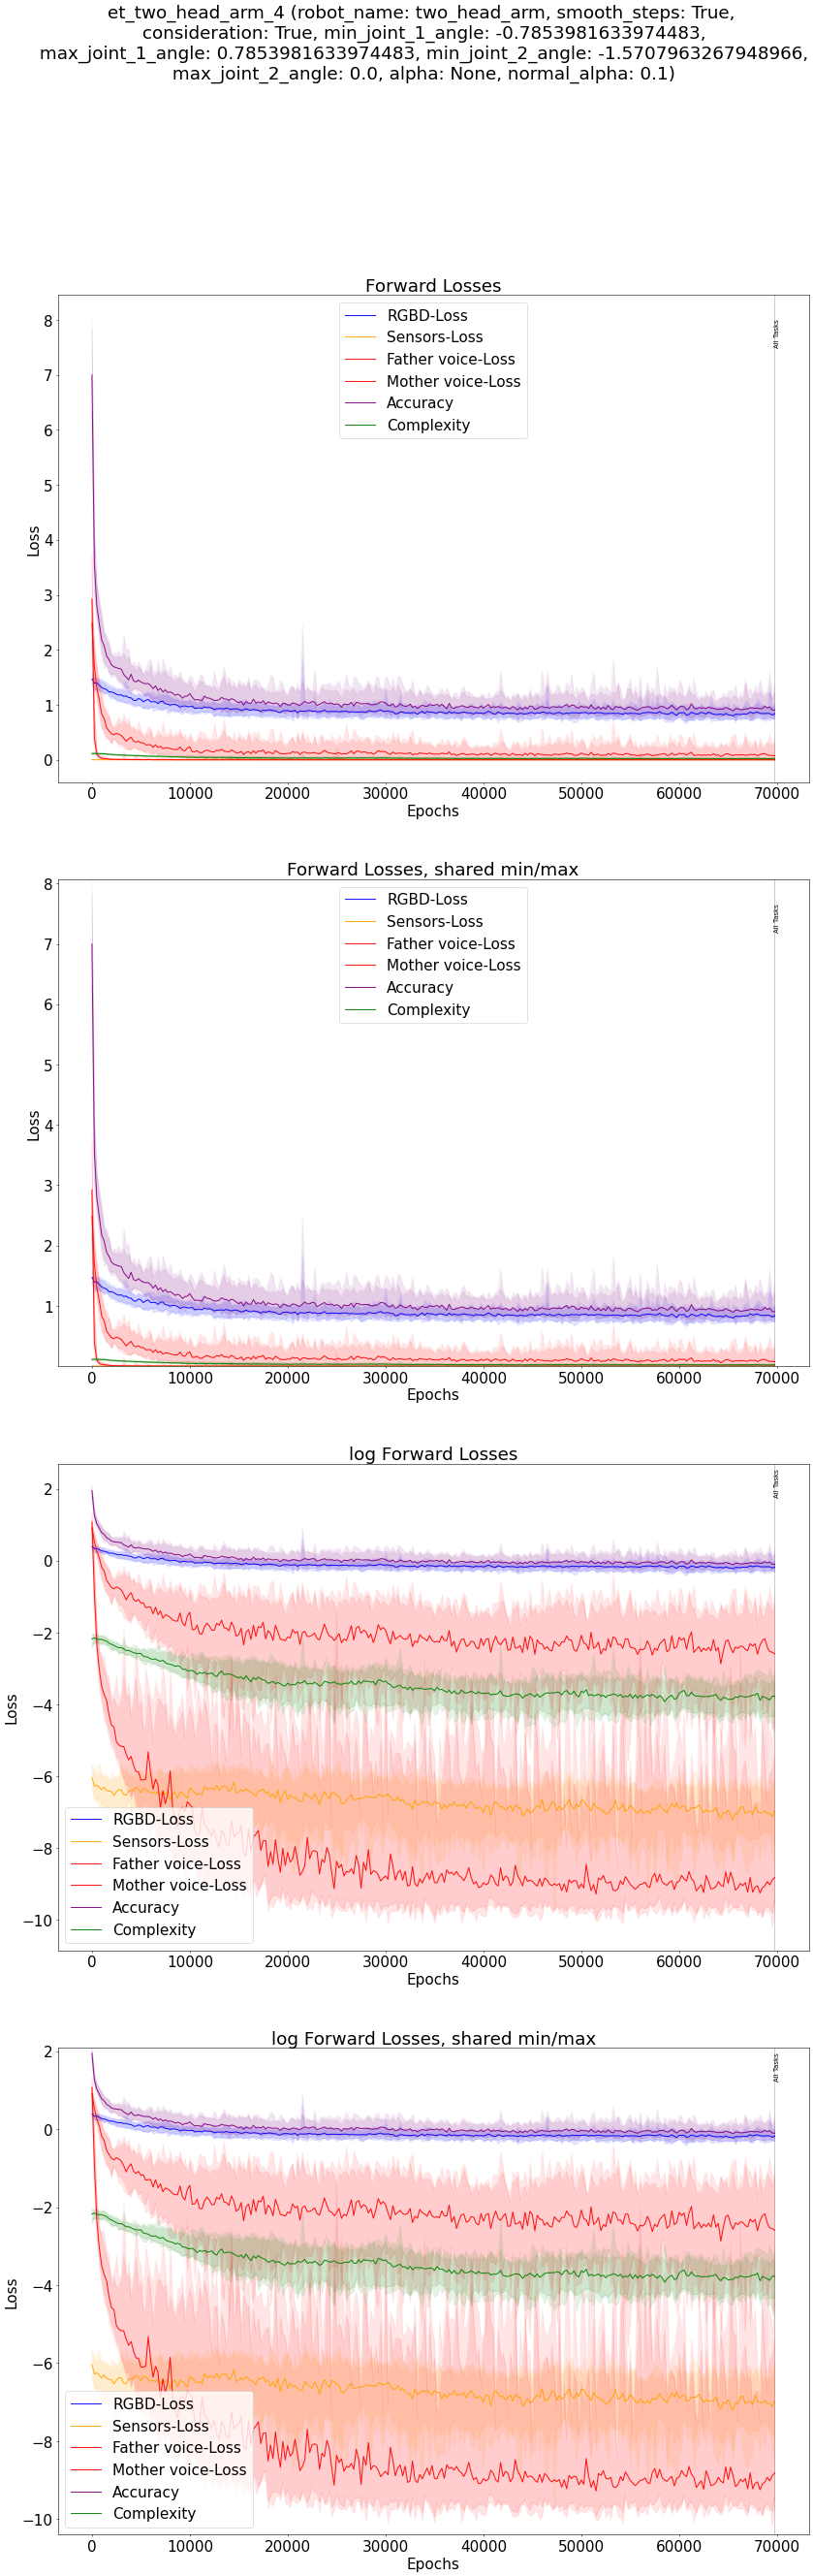 et_two_head_arm_4 (robot_name: two_head_arm, smooth_steps: True,
consideration: True, min_joint_1_angle: -0.7853981633974483,
max_joint_1_angle: 0.7853981633974483, min_joint_2_angle: -1.5707963267948966,
max_joint_2_angle: 0.0, alpha: None, normal_alpha: 0.1)
Forward Losses
RGBD-Loss
Sensors-Loss
Father voice-Loss
Mother voice-Loss
Accuracy
Complexity
All Tasks
8
7
6
5
4
3
2
1
0
Loss
0 10000 20000 30000 40000 50000 60000 70000
Epochs
Forward Losses, shared min/max
RGBD-Loss
Sensors-Loss
Father voice-Loss
Mother voice-Loss
Accuracy
Complexity
All Tasks
8
7
6
5
4
3
2
1
Loss
0 10000 20000 30000 40000 50000 60000 70000
Epochs
log Forward Losses
All Tasks
2
0
−2
−4
−6
−8
−10
Loss
RGBD-Loss
Sensors-Loss
Father voice-Loss
Mother voice-Loss
Accuracy
Complexity
0 10000 20000 30000 40000 50000 60000 70000
Epochs
log Forward Losses, shared min/max
All Tasks
2
0
−2
−4
−6
−8
−10
Loss
RGBD-Loss
Sensors-Loss
Father voice-Loss
Mother voice-Loss
Accuracy
Complexity
0 10000 20000 30000 40000 50000 60000 70000
Epochs